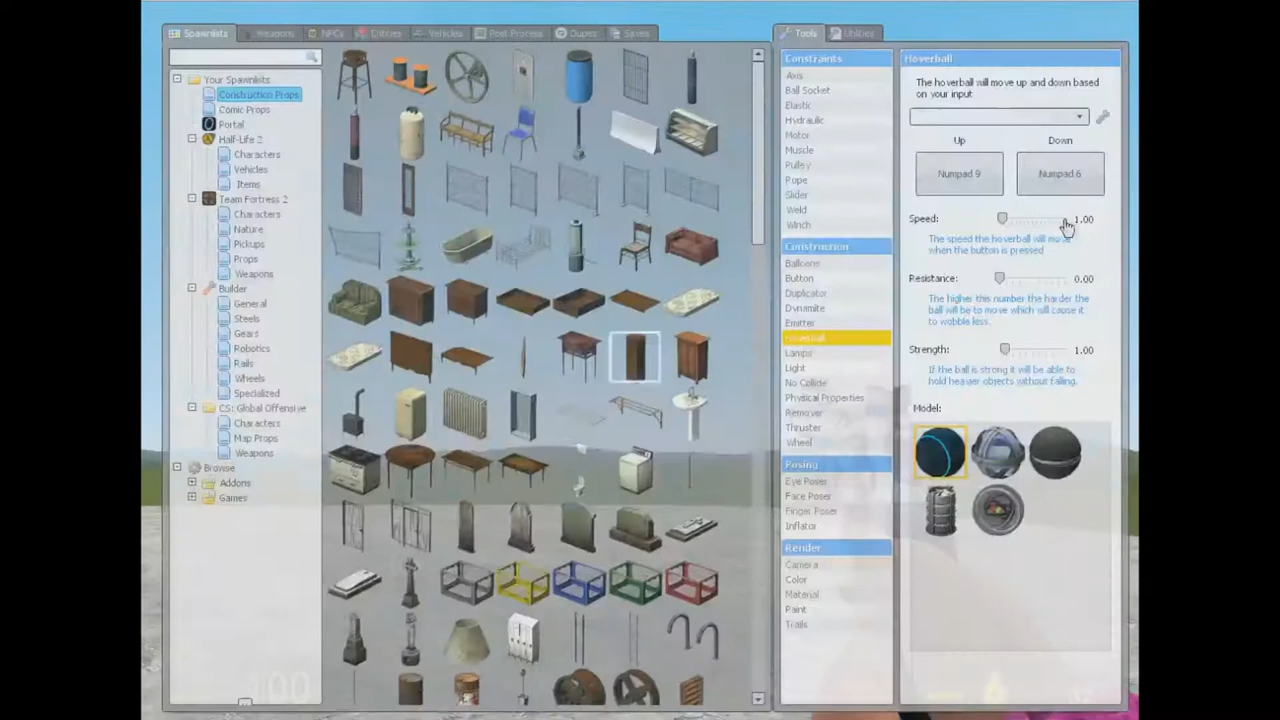 Spawnlists
Weapons
NPCs
Entities
Vehicles
Post Process
Dupes
Saves
Your Spawnlists
Construction Props
Comic Props
Portal
Half-Life 2
Characters
Vehicles
Items
Team Fortress 2
Characters
Nature
Pickups
Props
Weapons
Builder
General
Steels
Gears
Robotics
Rails
Wheels
Specialized
CS: Global Offensive
Characters
Map Props
Weapons
Browse
Addons
Games
Tools
Utilities
Constraints
Axis
Ball Socket
Elastic
Hydraulic
Motor
Muscle
Pulley
Rope
Slider
Weld
Winch
Construction
Balloons
Button
Duplicator
Dynamite
Emitter
Hoverball
Lamps
Light
No Collide
Physical Properties
Remover
Thruster
Wheel
Posing
Eye Poser
Face Poser
Finger Poser
Inflator
Render
Camera
Color
Material
Paint
Trails
Hoverball
The hoverball will move up and down based
on your input
Up
Down
Numpad 9
Numpad 6
Speed:
1.00
The speed the hoverball will move
when the button is pressed
Resistance:
0.00
The higher this number the harder the
ball will be to move which will cause it
to wobble less.
Strength:
1.00
If the ball is strong it will be able to
hold heavier objects without falling.
Model:
100